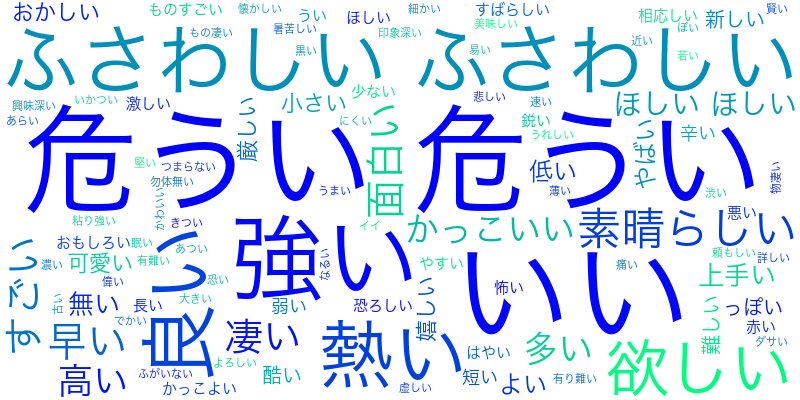 おかしい
ものすごい
懐かしい
うい
ほしい
細かい
すばらしい
美味しい
相応しい
新しい
賢い
もの凄い
暑苦しい
黒い
印象深い
易い
近い
ぽい
若い
ふさわしい
ふさわしい
興味深い
いかつい
激しい
あらい
厳しい
小さい
少ない
にくい
悲しい
速い
鋭い
うれしい
ほしい
ほしい
やばい
辛い
危うい
危うい
面白い
堅い
つまらない
勿体無い
うまい
低い
薄い
渋い
物凄い
粘り強い
かわいい
きつい
イイ
強い
かっこいい
素晴らしい
悪い
おもしろい
眠い
あつい
すごい
濃い
可愛い
有難い
恐い
なるい
やすい
いい
頼もしい
詳しい
痛い
上手い
偉い
古い
無い
長い
良い
大きい
弱い
恐ろしい
嬉しい
怖い
っぽい
でかい
早い
凄い
熱い
多い
難しい
赤い
ダサい
高い
ふがいない
よろしい
酷い
はやい
欲しい
かっこよい
虚しい
短い
よい
有り難い